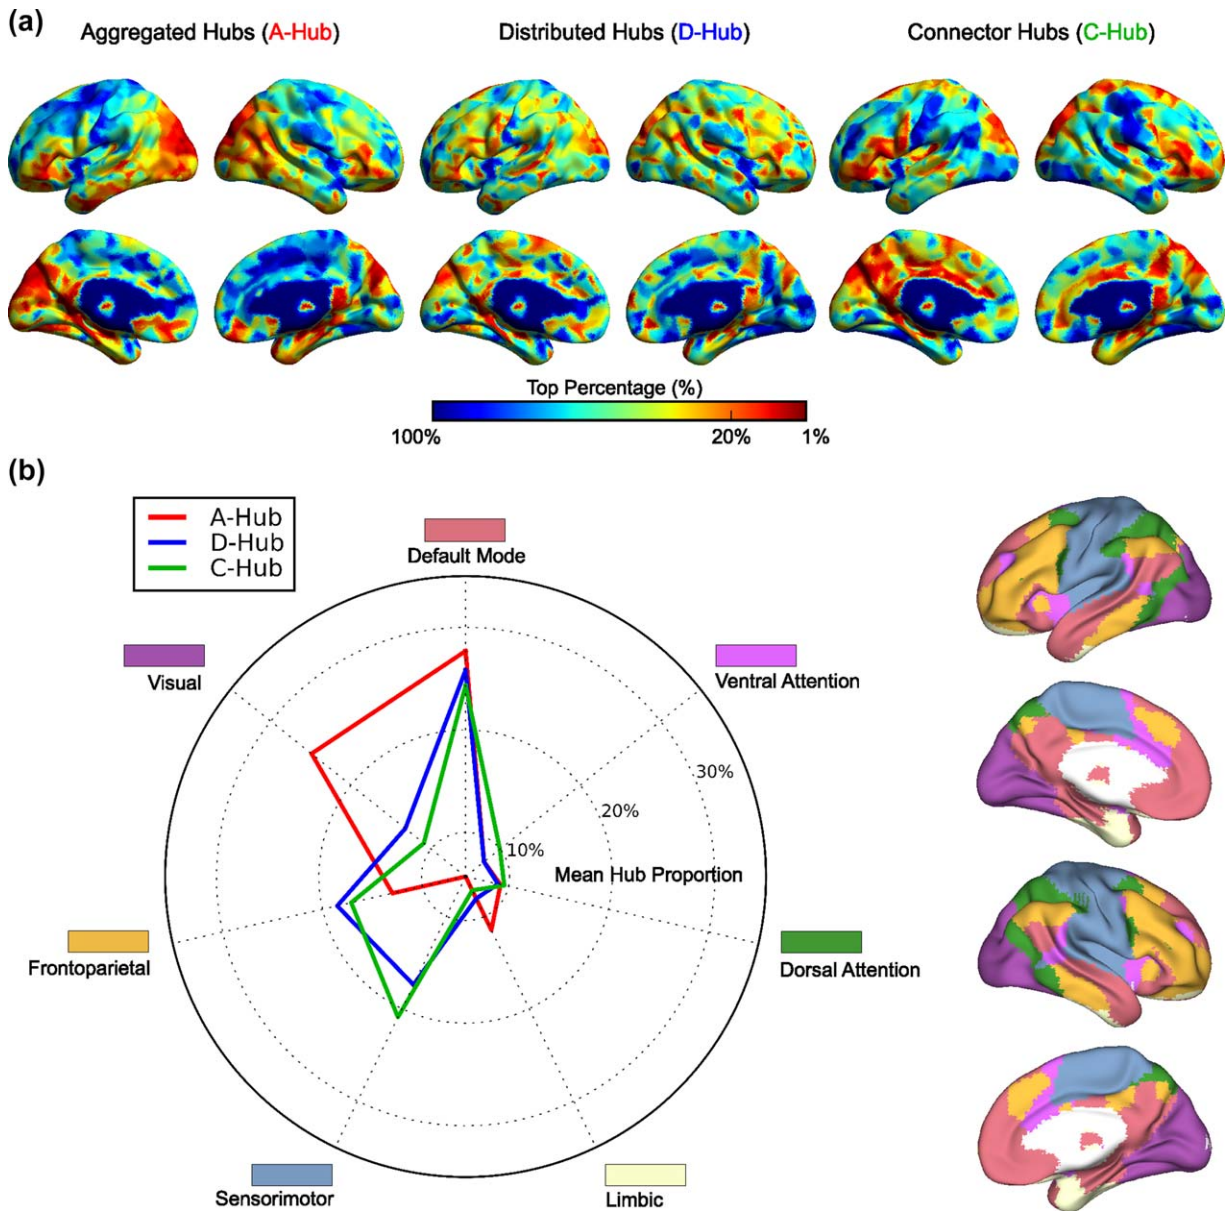 (a)
Aggregated Hubs (A-Hub)
Distributed Hubs (D-Hub)
Connector Hubs (C-Hub)
Top Percentage (%)
100%
20%
1%
(b)
A-Hub
D-Hub
C-Hub
Default Mode
Visual
Ventral Attention
30%
20%
10%
Mean Hub Proportion
Frontoparietal
Dorsal Attention
Sensorimotor
Limbic